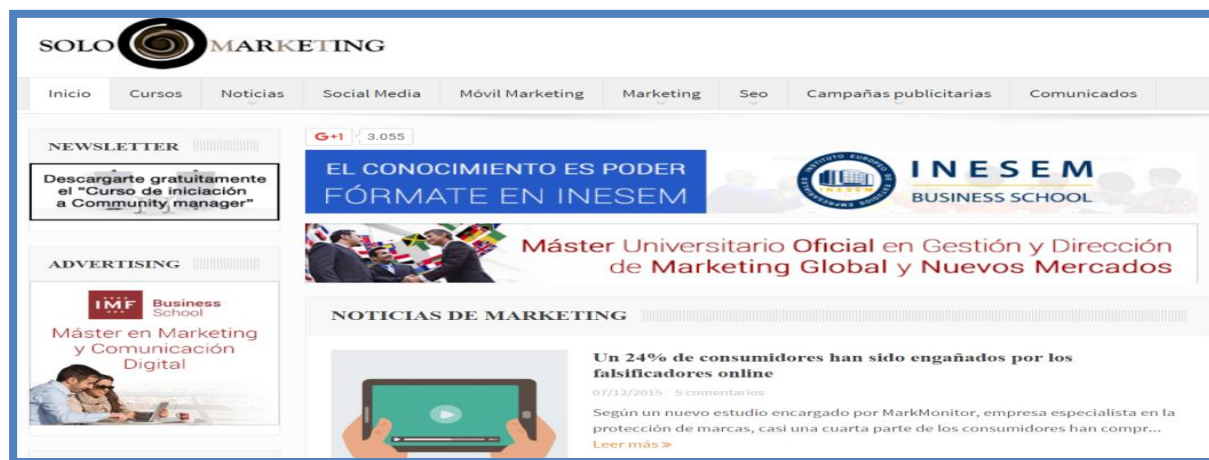 SOLO MARKETING
Inicio Cursos Noticias Social Media Móvil Marketing Marketing Seo Campañas publicitarias Comunicados
NEWSLETTER
Descargarte gratuitamente
el "Curso de iniciación
a Community manager"
ADVERTISING
IMF Business
School
Máster en Marketing
y Comunicación
Digital
G+1 3.055
EL CONOCIMIENTO ES PODER
FÓRMATE EN INESEM
INESEM
BUSINESS SCHOOL
Máster Universitario Oficial en Gestión y Dirección
de Marketing Global y Nuevos Mercados
NOTICIAS DE MARKETING
Un 24% de consumidores han sido engañados por los
falsificadores online
07/12/2015 5 comentarios
Según un nuevo estudio encargado por MarkMonitor, empresa especialista en la
protección de marcas, casi una cuarta parte de los consumidores han compr...
Leer más »